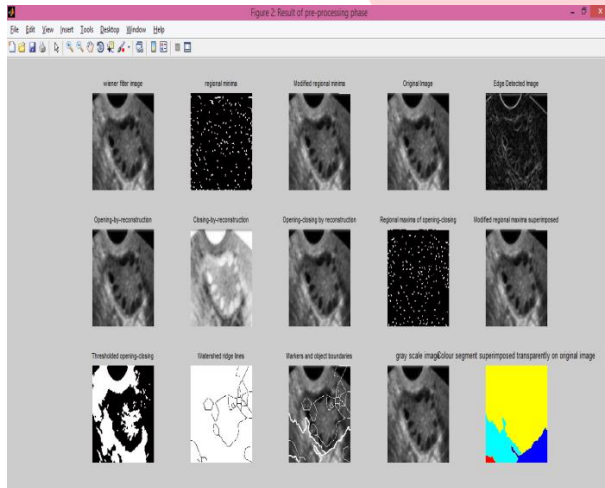 Figure 2: Result of pre-processing phase
File Edit View Insert Tools Desktop Window Help
wiener filter image regional minima Modified regional minima Original Image Edge Detected Image
Opening-by-reconstruction Closing-by-reconstruction Opening-closing by reconstruction Regional maxima of opening-closing Modified regional maxima superimposed
Thresholded opening-closing Watershed ridge lines Markers and object boundaries gray scale image Colour segment superimposed transparently on original image